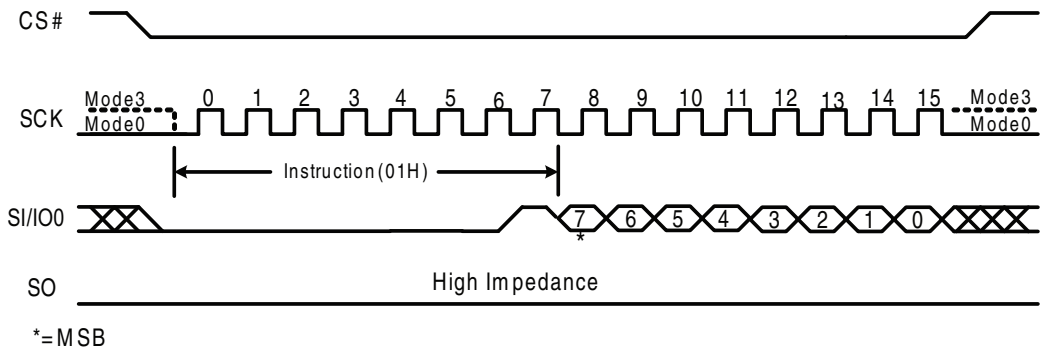 CS#
SCK
Mode3
Mode0
0 1 2 3 4 5 6 7 8 9 10 11 12 13 14 15
Mode3
Mode0
Instruction(01H)
SI/IO0
7 6 5 4 3 2 1 0
*
SO
High Impedance
*=MSB